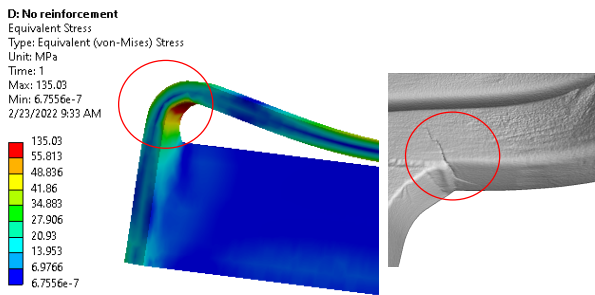 D: No reinforcement
Equivalent Stress
Type: Equivalent (von-Mises) Stress
Unit: MPa
Time: 1
Max: 135.03
Min: 6.7556e-7
2/23/2022 9:33 AM
135.03
55.813
48.836
41.86
34.883
27.906
20.93
13.953
6.9766
6.7556e-7